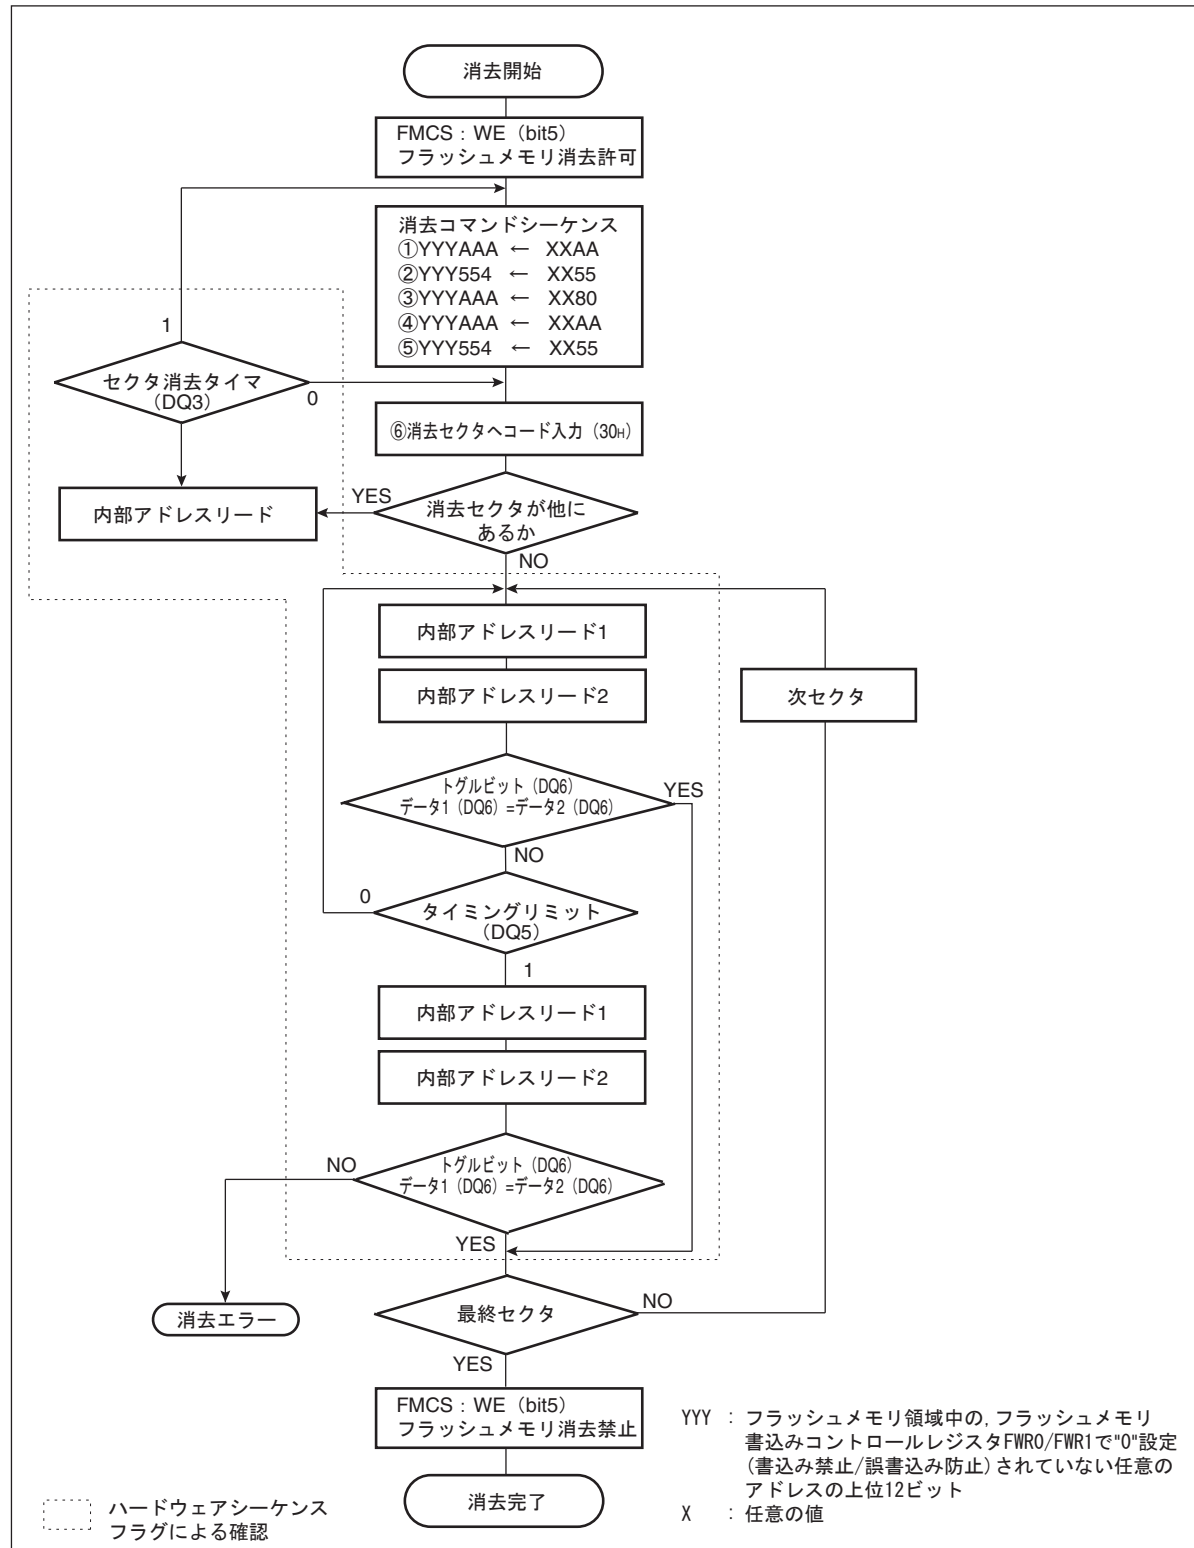 消去開始
FMCS：WE（bit5）
フラッシュメモリ消去許可
消去コマンドシーケンス
①YYYAAA ← XXAA
②YYY554 ← XX55
③YYYAAA ← XX80
④YYYAAA ← XXAA
⑤YYY554 ← XX55
1
セクタ消去タイマ
（DQ3）
0
⑥消去セクタへコード入力（30H）
内部アドレスリード
YES
消去セクタが他に
あるか
NO
内部アドレスリード1
内部アドレスリード2
次セクタ
トグルビット（DQ6）
データ1（DQ6）=データ2（DQ6）
YES
NO
0
タイミングリミット
（DQ5）
1
内部アドレスリード1
内部アドレスリード2
NO
トグルビット（DQ6）
データ1（DQ6）=データ2（DQ6）
YES
消去エラー
最終セクタ
NO
YES
FMCS：WE（bit5）
フラッシュメモリ消去禁止
消去完了
YYY ：フラッシュメモリ領域中の，フラッシュメモリ
書込みコントロールレジスタFWR0/FWR1で"0"設定
（書込み禁止/誤書込み防止）されていない任意の
アドレスの上位12ビット
X ：任意の値
ハードウェアシーケンス
フラグによる確認